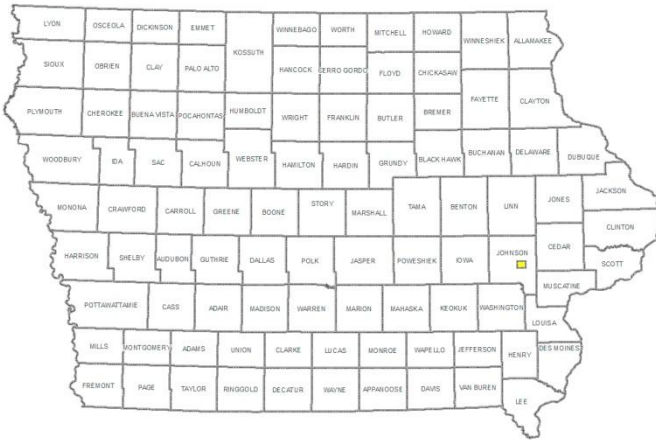 LYON OSCEOLA DICKINSON EMMET WINNEBAGO WORTH MITCHELL HOWARD WINNESHIEK ALLAMAKEE
KOSSUTH
SIOUX OBRIEN CLAY PALO ALTO HANCOCK CERRO GORDO FLOYD CHICKASAW
PLYMOUTH CHEROKEE BUENA VISTA POCAHONTAS HUMBOLDT WRIGHT FRANKLIN BUTLER BREMER FAYETTE CLAYTON
WOODBURY IDA SAC CALHOUN WEBSTER HAMILTON HARDIN GRUNDY BLACK HAWK BUCHANAN DELAWARE DUBUQUE
MONONA CRAWFORD CARROLL GREENE BOONE STORY MARSHALL TAMA BENTON LINN JONES JACKSON
CLINTON
HARRISON SHELBY AUDUBON GUTHRIE DALLAS POLK JASPER POWESHIEK IOWA JOHNSON CEDAR SCOTT
MUSCATINE
POTTAWATTAMIE CASS ADAIR MADISON WARREN MARION MAHASKA KEOKUK WASHINGTON LOUISA
MILLS MONTGOMERY ADAMS UNION CLARKE LUCAS MONROE WAPELLO JEFFERSON HENRY DES MOINES
FREMONT PAGE TAYLOR RINGGOLD DECATUR WAYNE APPANOOSE DAVIS VAN BUREN LEE